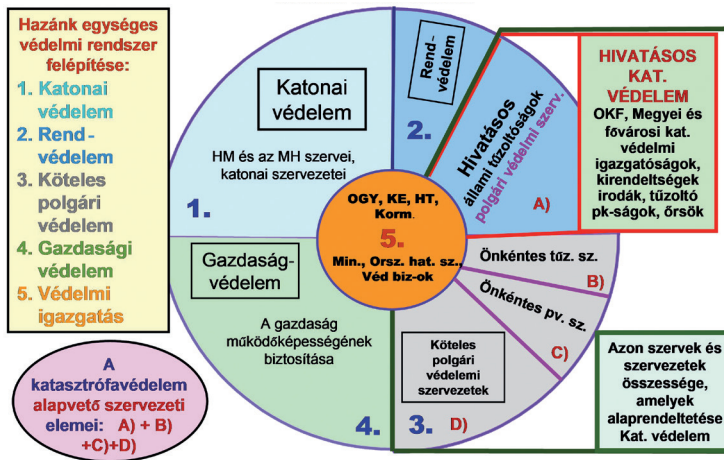 Hazánk egységes
védelmi rendszer
felépítése:
1. Katonai
védelem
2. Rend -
védelem
3. Köteles
polgári
védelem
4. Gazdasági
védelem
5. Védelmi
igazgatás
A
katasztrófavédelem
alapvető szervezeti
elemei: A) + B)
+C)+D)
Katonai
védelem
HM és az MH szervei,
katonai szervezetei
1.
Rend-
védelem
2.
Hivatásos
állami tűzoltóságok
polgári védelmi szerv.
A)
OGY, KE, HT,
Korm.
5.
Min., Orsz. hat. sz.,
Véd biz-ok
Önkéntes tűz. sz.
B)
Önkéntes pv. sz.
C)
Köteles
polgári
védelemi
szervezetek
3.
D)
Gazdaság-
védelem
A gazdaság
működőképességének
biztosítása
4.
HIVATÁSOS
KAT.
VÉDELEM
OKF, Megyei és
fővárosi kat.
védelmi
igazgatóságok,
kirendeltségek
irodák, tűzoltó
pk-ságok, őrsök
Azon szervek és
szervezetek
összessége,
amelyek
alaprendeltetése
Kat. védelem